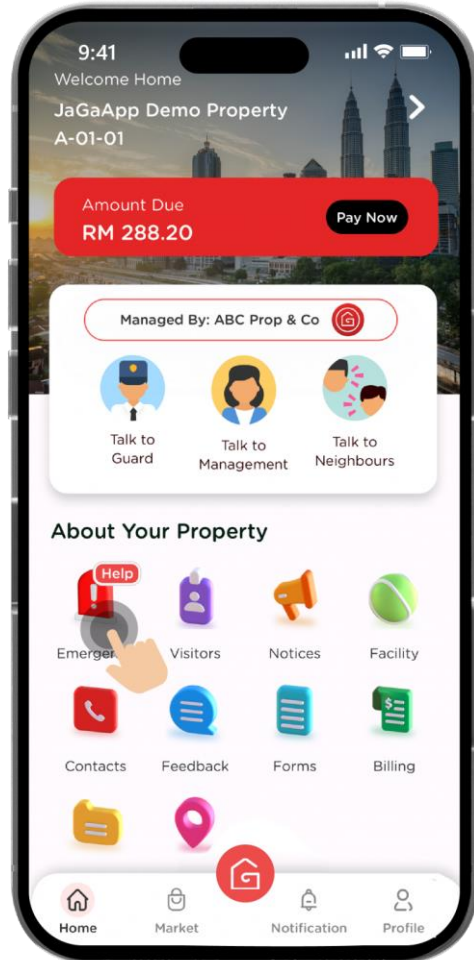 9:41
Welcome Home
JaGaApp Demo Property
A-01-01
Amount Due
RM 288.20
Pay Now
Managed By: ABC Prop & Co
Talk to
Guard
Talk to
Management
Talk to
Neighbours
About Your Property
Help
Emergen
Visitors
Notices
Facility
Contacts
Feedback
Forms
Billing
Home
Market
Notification
Profile